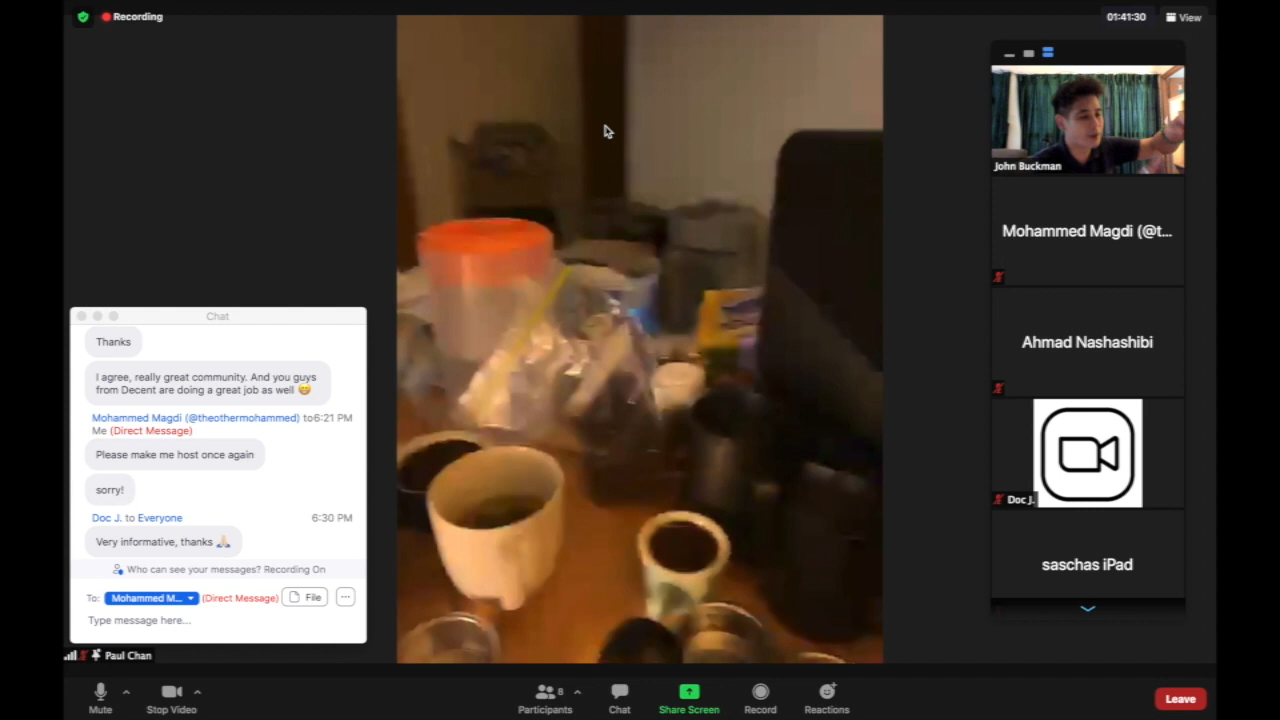 Recording
01:41:30
View
John Buckman
Mohammed Magdi (@t...
Ahmad Nashashibi
Doc J.
saschas iPad
Chat
Thanks
I agree, really great community. And you guys
from Decent are doing a great job as well 😁
Mohammed Magdi (@theothermohammed) to 6:21 PM
Me (Direct Message)
Please make me host once again
sorry!
Doc J. to Everyone 6:30 PM
Very informative, thanks 🙏🏻
Who can see your messages? Recording On
To: Mohammed M... (Direct Message) File ...
Type message here...
Paul Chan
Mute
Stop Video
Participants 8
Chat
Share Screen
Record
Reactions
Leave